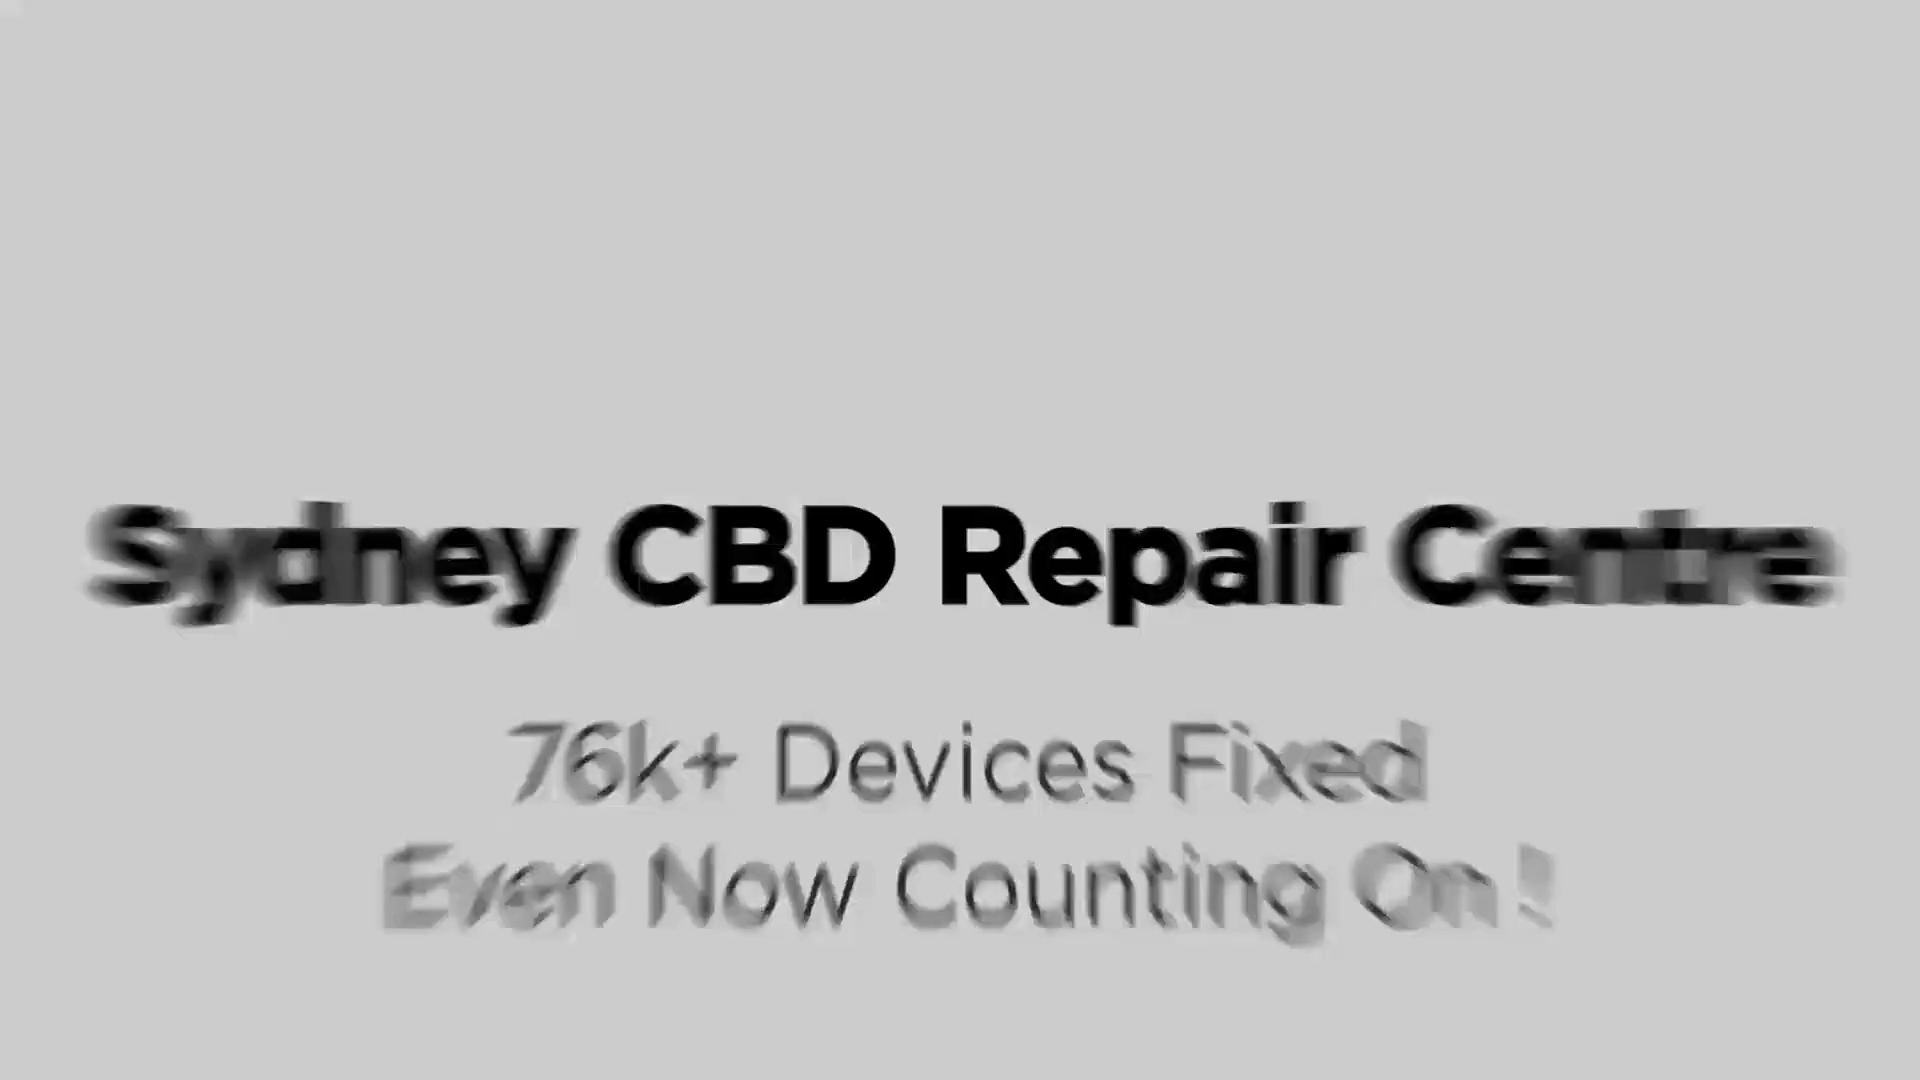 Sydney CBD Repair Centre
76k+ Devices Fixed
Even Now Counting On !